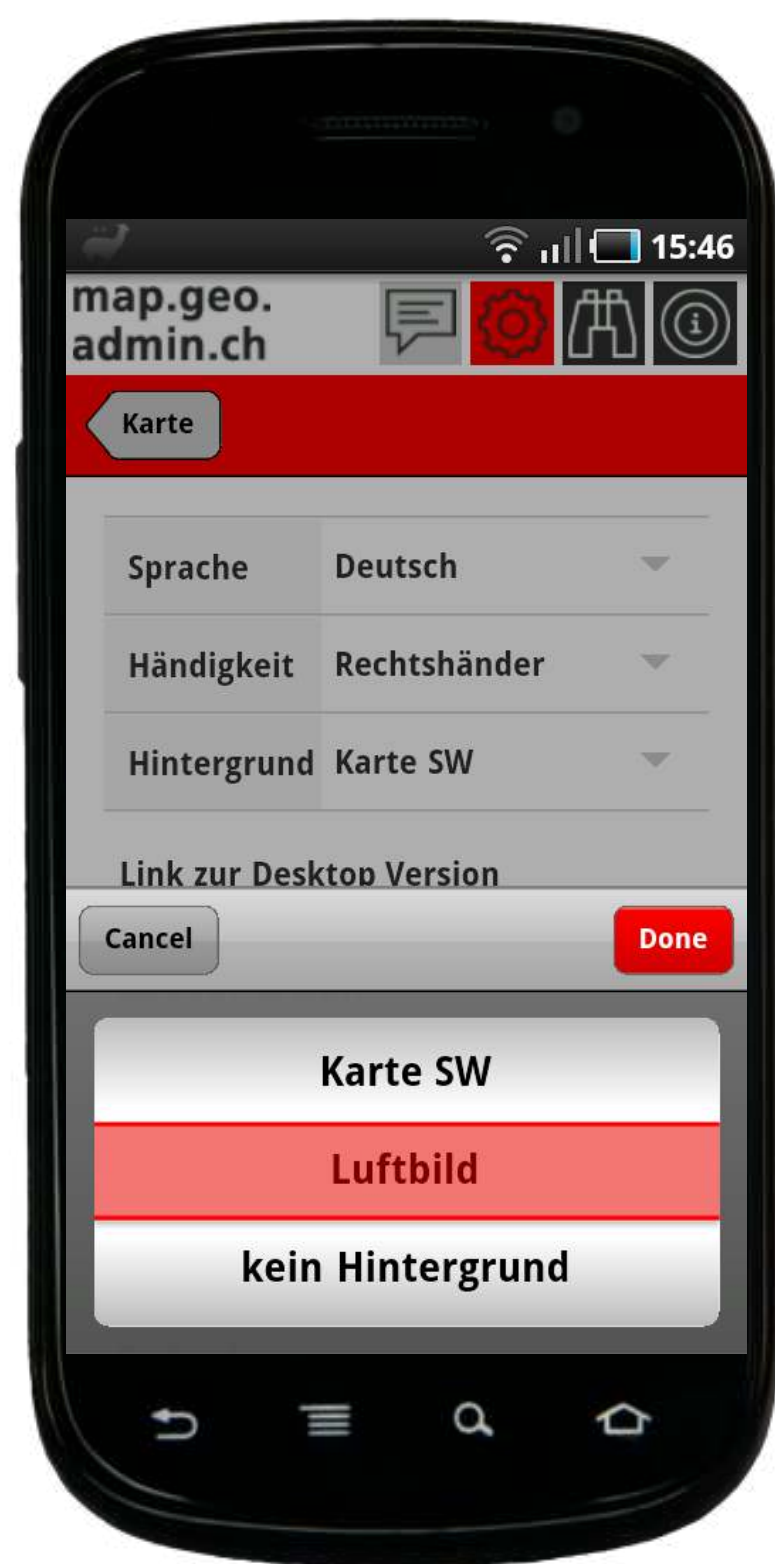 15:46
map.geo.
admin.ch
Karte
Sprache Deutsch
Händigkeit Rechtshänder
Hintergrund Karte SW
Link zur Desktop Version
Cancel Done
Karte SW
Luftbild
kein Hintergrund